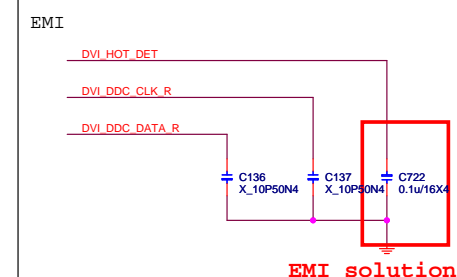 EMI
DVI_HOT_DET
DVI_DDC_CLK_R
DVI_DDC_DATA_R
C136
X_10P50N4
C137
X_10P50N4
C722
0.1u/16X4
EMI solution